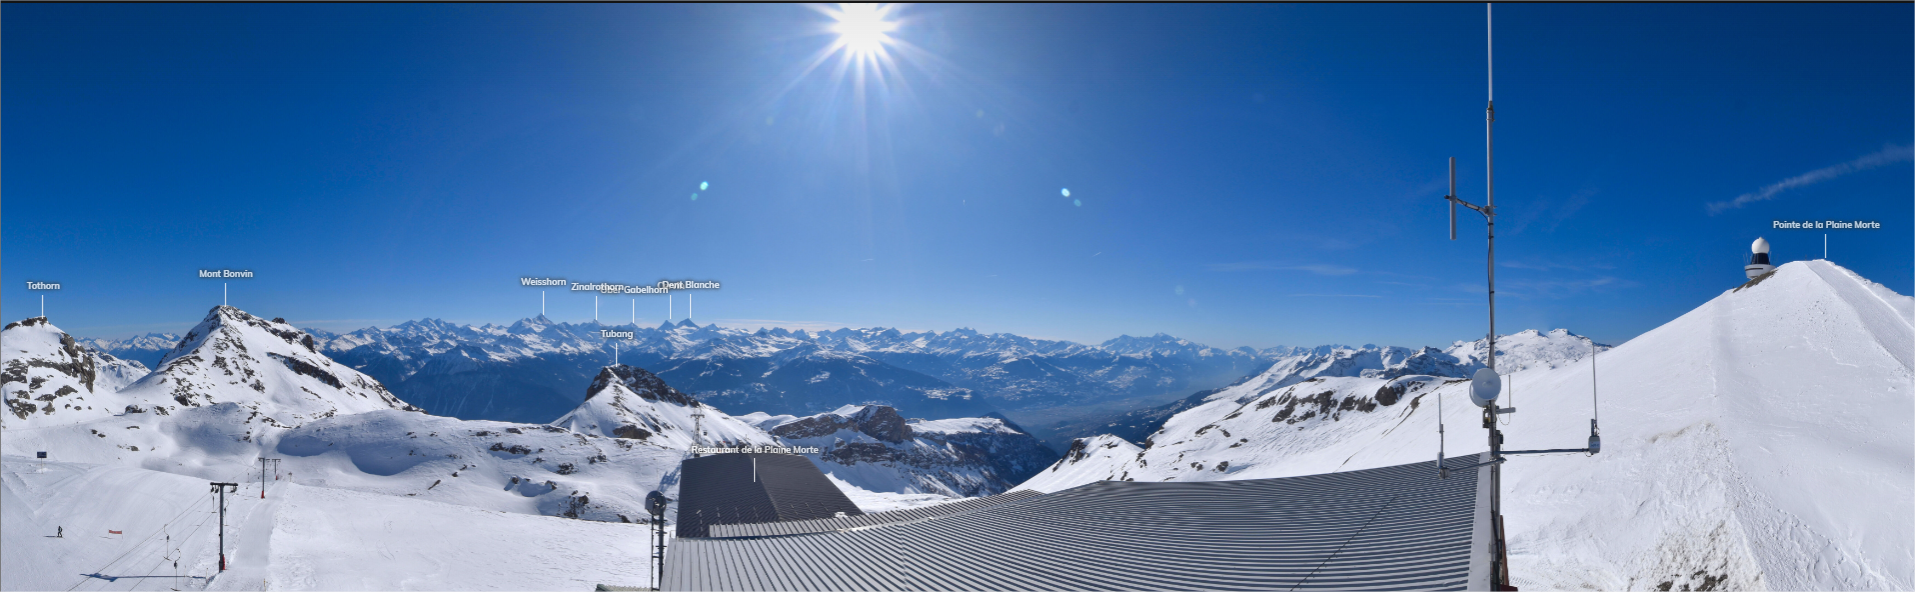 Pointe de la Plaine Morte
Mont Bonvin
Weisshorn
Tothorn
Zinalrothorn
Ober Gabelhorn
Dent Blanche
Tubang
Restaurant de la Plaine Morte